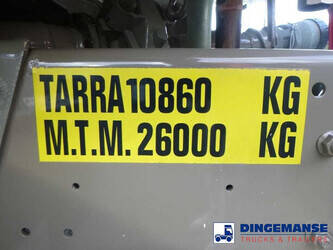 TARRA 10860 KG
M.T.M. 26000 KG
DINGEMANSE
TRUCKS & TRAILERS